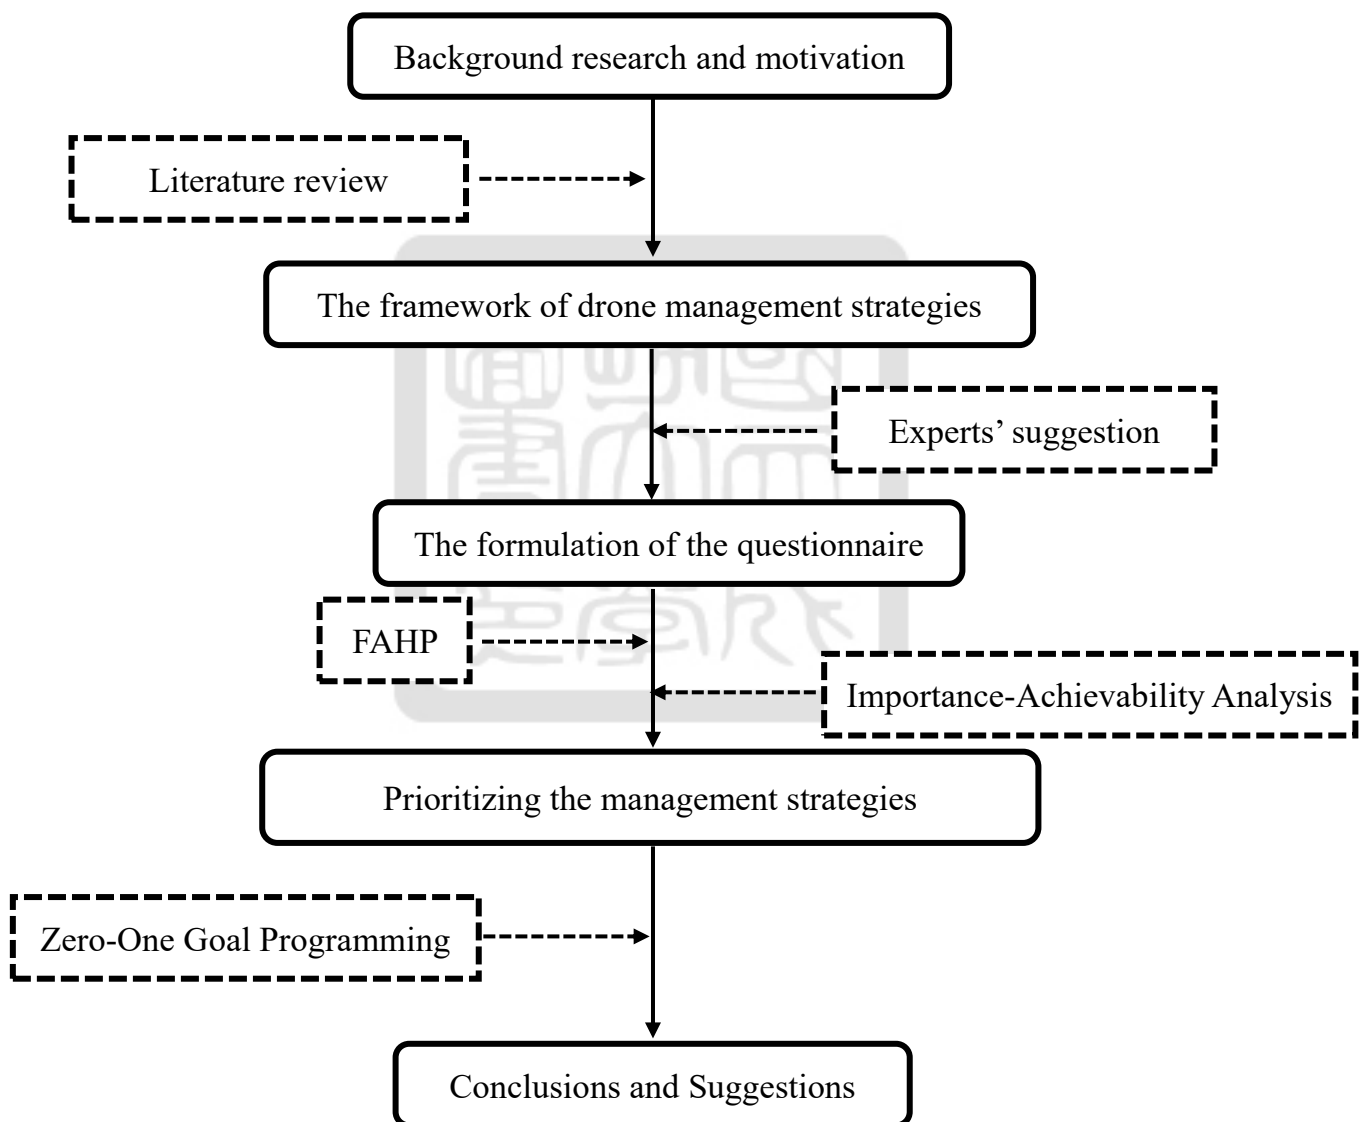 Background research and motivation
Literature review
The framework of drone management strategies
Experts’ suggestion
The formulation of the questionnaire
FAHP
Importance-Achievability Analysis
Prioritizing the management strategies
Zero-One Goal Programming
Conclusions and Suggestions